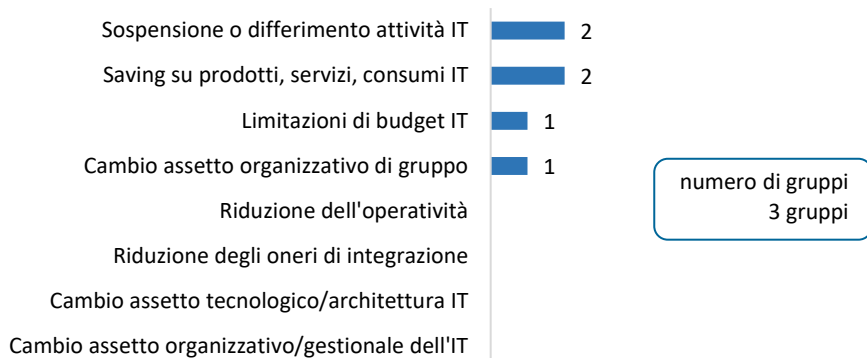 Sospensione o differimento attività IT 2
Saving su prodotti, servizi, consumi IT 2
Limitazioni di budget IT 1
Cambio assetto organizzativo di gruppo 1
Riduzione dell'operatività
Riduzione degli oneri di integrazione
Cambio assetto tecnologico/architettura IT
Cambio assetto organizzativo/gestionale dell'IT
numero di gruppi
3 gruppi